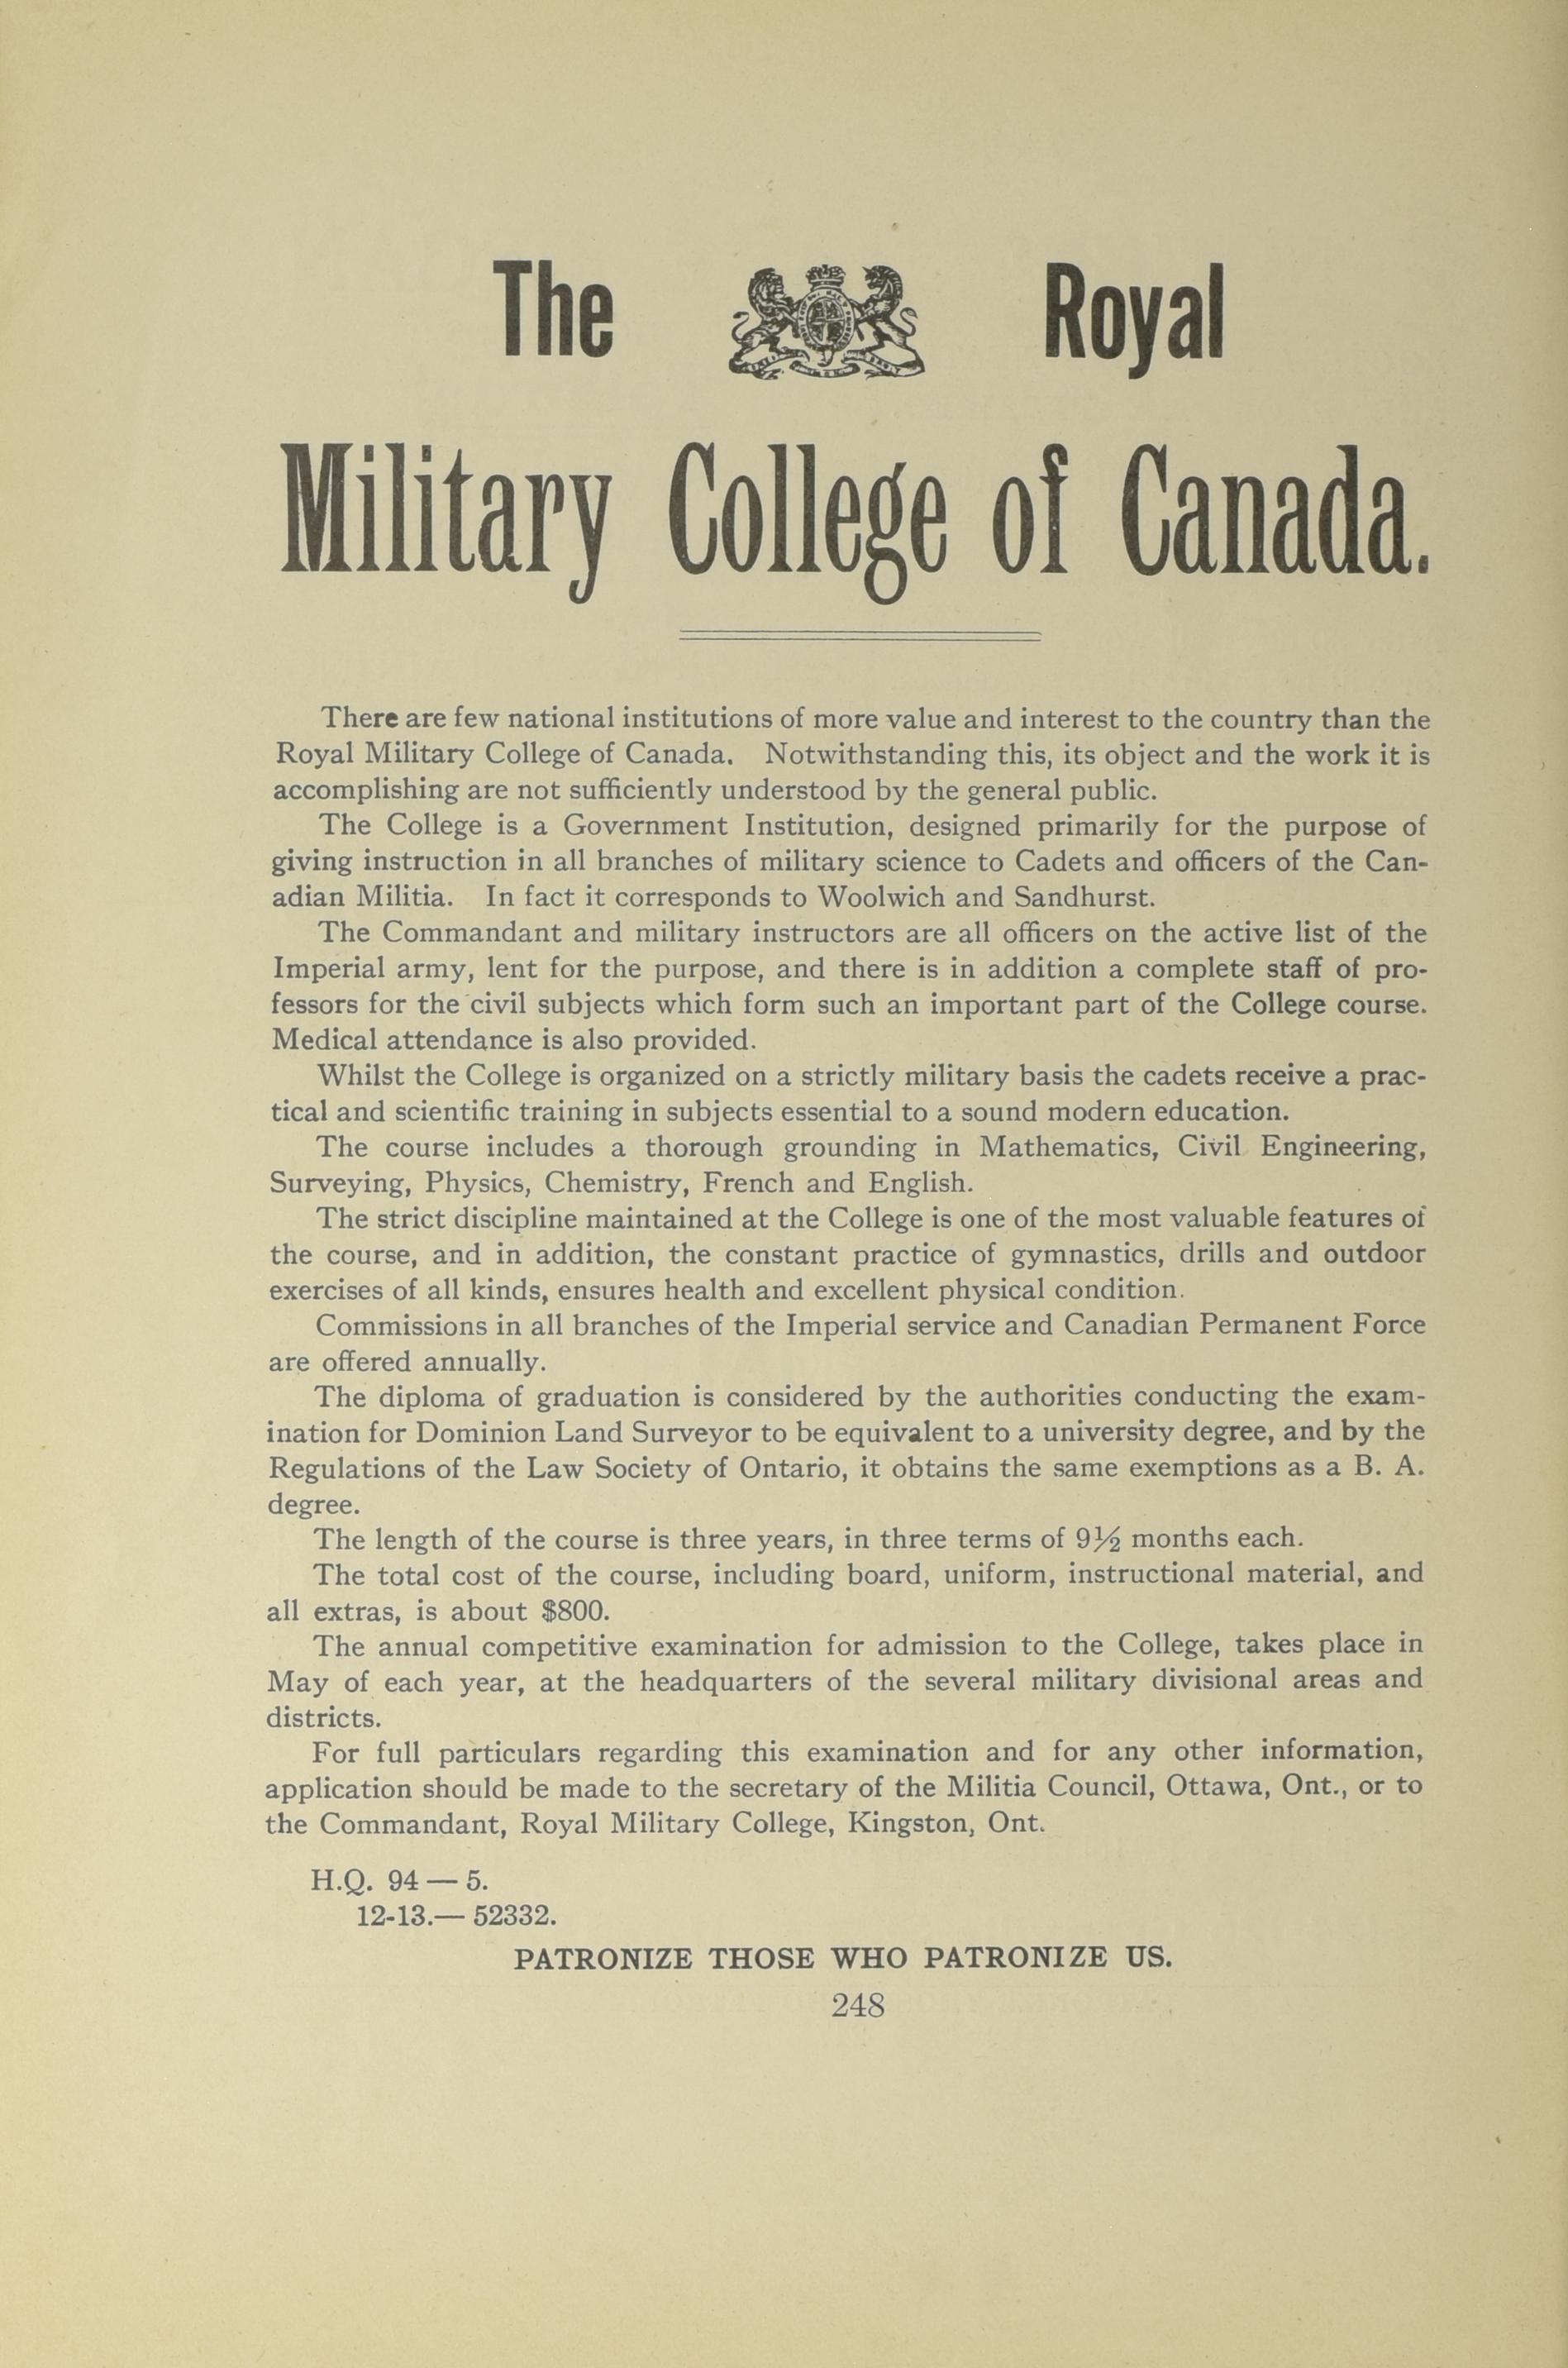 The Royal
Military College of Canada.
There are few national institutions of more value and interest to the country than the
Royal Military College of Canada. Notwithstanding this, its object and the work it is
accomplishing are not sufficiently understood by the general public.
The College is a Government Institution, designed primarily for the purpose of
giving instruction in all branches of military science to Cadets and officers of the Can-
adian Militia. In fact it corresponds to Woolwich and Sandhurst.
The Commandant and military instructors are all officers on the active list of the
Imperial army, lent for the purpose, and there is in addition a complete staff of pro-
fessors for the civil subjects which form such an important part of the College course.
Medical attendance is also provided.
Whilst the College is organized on a strictly military basis the cadets receive a prac-
tical and scientific training in subjects essential to a sound modern education.
The course includes a thorough grounding in Mathematics, Civil Engineering,
Surveying, Physics, Chemistry, French and English.
The strict discipline maintained at the College is one of the most valuable features of
the course, and in addition, the constant practice of gymnastics, drills and outdoor
exercises of all kinds, ensures health and excellent physical condition.
Commissions in all branches of the Imperial service and Canadian Permanent Force
are offered annually.
The diploma of graduation is considered by the authorities conducting the exam-
ination for Dominion Land Surveyor to be equivalent to a university degree, and by the
Regulations of the Law Society of Ontario, it obtains the same exemptions as a B. A.
degree.
The length of the course is three years, in three terms of 9½ months each.
The total cost of the course, including board, uniform, instructional material, and
all extras, is about $800.
The annual competitive examination for admission to the College, takes place in
May of each year, at the headquarters of the several military divisional areas and
districts.
For full particulars regarding this examination and for any other information,
application should be made to the secretary of the Militia Council, Ottawa, Ont., or to
the Commandant, Royal Military College, Kingston, Ont.
H.Q. 94 — 5.
12-13.— 52332.
PATRONIZE THOSE WHO PATRONIZE US.
248